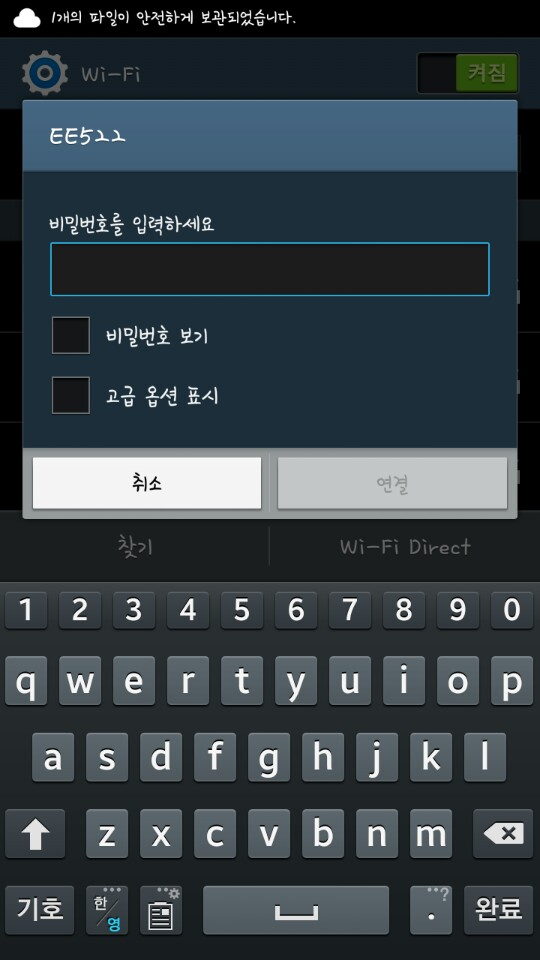 1개의 파일이 안전하게 보관되었습니다.
Wi-Fi
켜짐
EE522
비밀번호를 입력하세요
비밀번호 보기
고급 옵션 표시
취소
연결
찾기
Wi-Fi Direct
1 2 3 4 5 6 7 8 9 0
q w e r t y u i o p
a s d f g h j k l
z x c v b n m
기호 한/영 . ? 완료